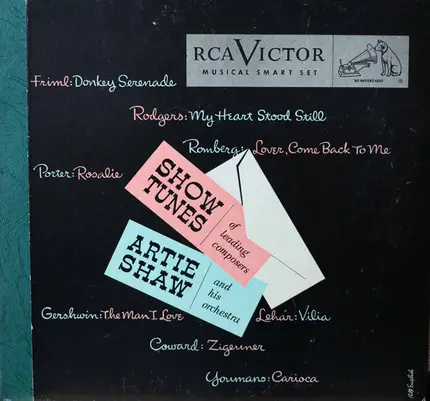 RCA VICTOR
MUSICAL SMART SET
"HIS MASTER'S VOICE"
Friml: Donkey Serenade
Rodgers: My Heart Stood Still
Romberg: Lover, Come Back To Me
Porter: Rosalie
SHOW
TUNES
of
leading
composers
ARTIE
SHAW
and
his
orchestra
Gershwin: The Man I Love
Lehár: Vilia
Coward: Zigeuner
Youmans: Carioca